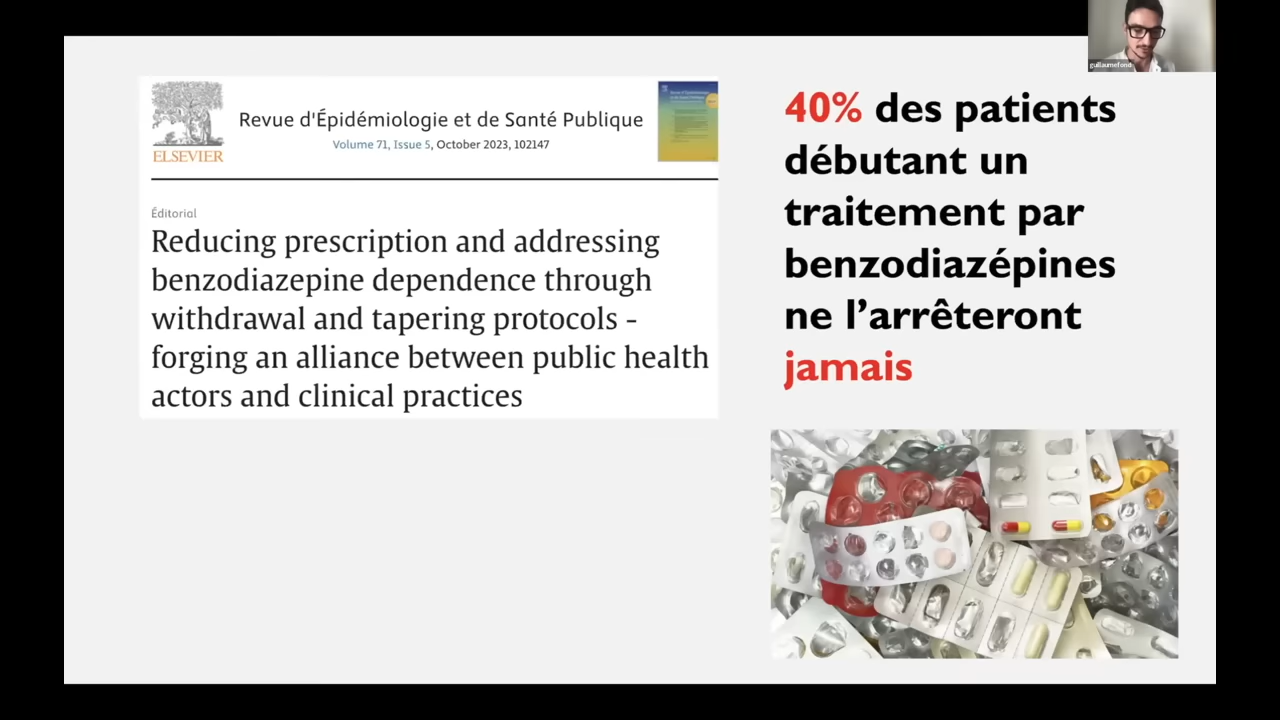 guillaumefond
ELSEVIER
Revue d'Épidémiologie et de Santé Publique
Volume 71, Issue 5, October 2023, 102147
Éditorial
Reducing prescription and addressing
benzodiazepine dependence through
withdrawal and tapering protocols -
forging an alliance between public health
actors and clinical practices
40% des patients
débutant un
traitement par
benzodiazépines
ne l’arrêteront
jamais